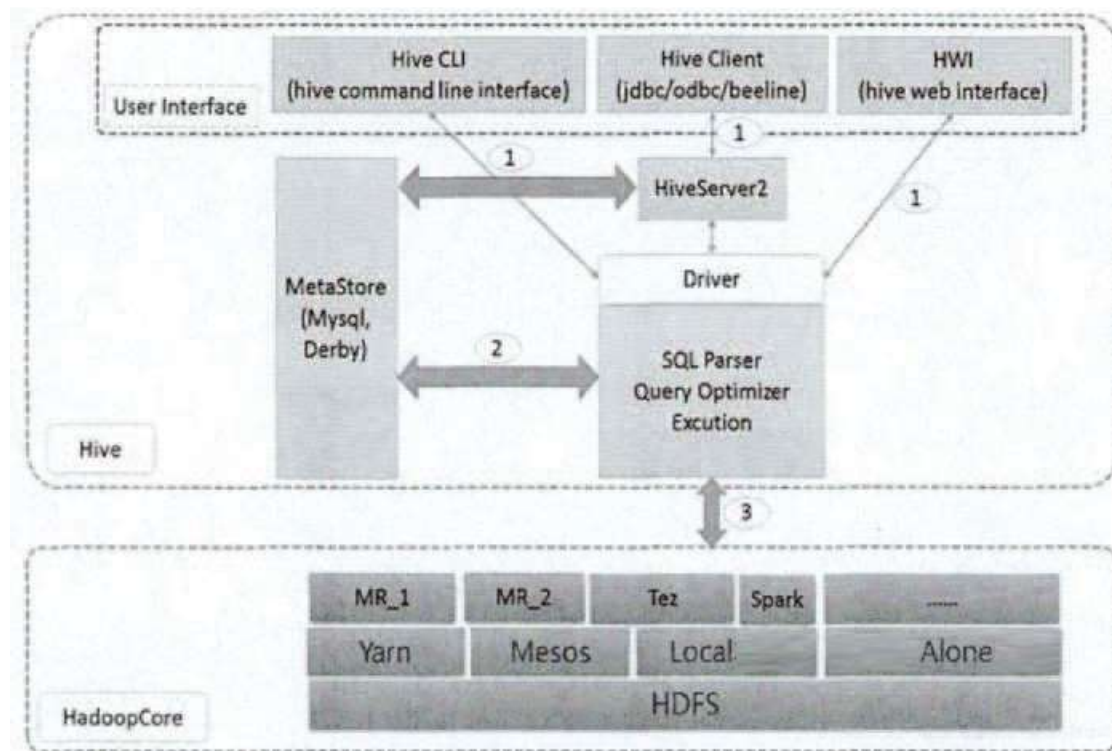 Hive CLI
(hive command line interface)
Hive Client
(jdbc/odbc/beeline)
HWI
(hive web interface)
User Interface
1
1
1
HiveServer2
MetaStore
(Mysql,
Derby)
Driver
2
SQL Parser
Query Optimizer
Excution
Hive
3
MR_1
MR_2
Tez
Spark
......
Yarn
Mesos
Local
Alone
HDFS
HadoopCore